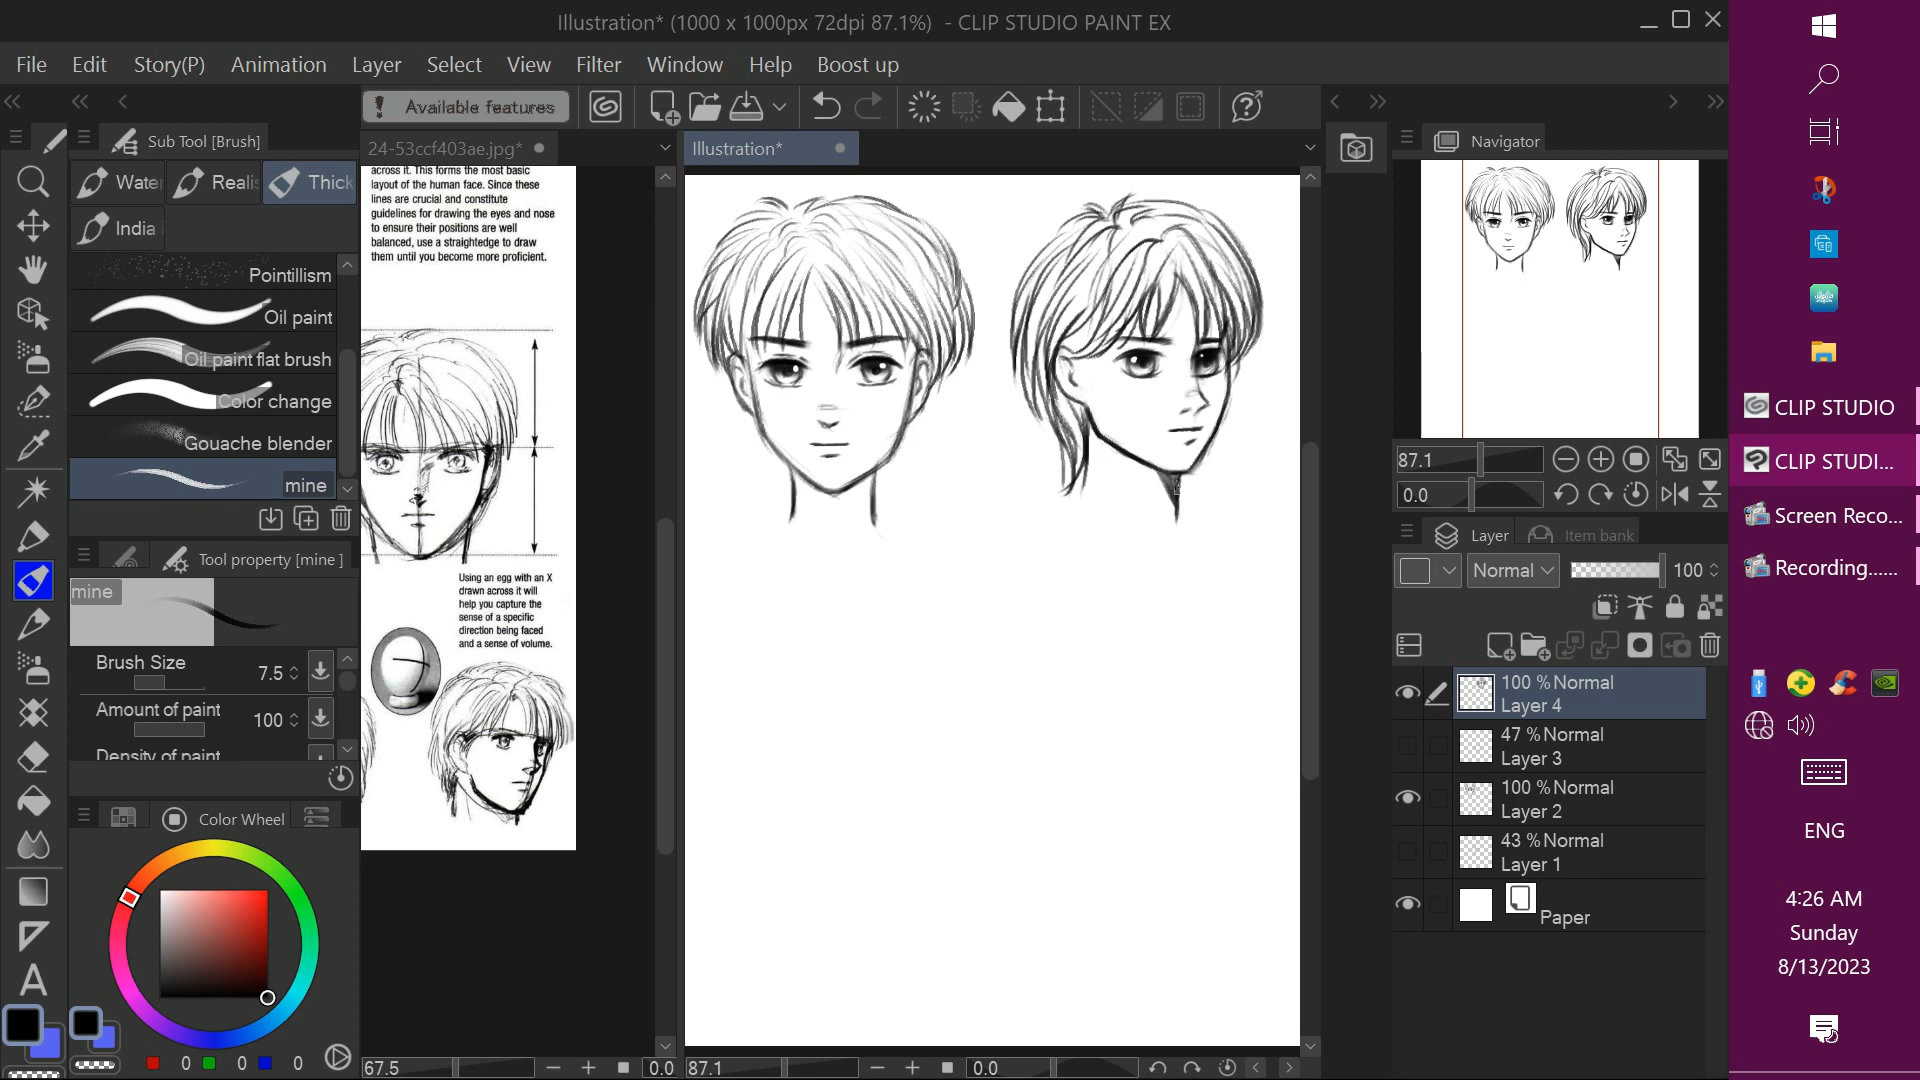 Illustration* (1000 x 1000px 72dpi 87.1%) - CLIP STUDIO PAINT EX
File Edit Story(P) Animation Layer Select View Filter Window Help Boost up
Available features
Sub Tool [Brush]
24-53ccf403ae.jpg*
Illustration*
Navigator
Water
Realis
Thick
India
Pointillism
Oil paint
Oil paint flat brush
Color change
Gouache blender
mine
Tool property [mine ]
mine
Brush Size 7.5
Amount of paint 100
Density of paint
Color Wheel
0 0 0
across it. This forms the most basic
layout of the human face. Since these
lines are crucial and constitute
guidelines for drawing the eyes and nose
to ensure their positions are well
balanced, use a straightedge to draw
them until you become more proficient.
Using an egg with an X
drawn across it will
help you capture the
sense of a specific
direction being faced
and a sense of volume.
67.5 0.0
87.1 0.0
87.1
0.0
Layer Item bank
Normal 100
100 % Normal
Layer 4
47 % Normal
Layer 3
100 % Normal
Layer 2
43 % Normal
Layer 1
Paper
CLIP STUDIO
CLIP STUDI...
Screen Reco...
Recording......
ENG
4:26 AM
Sunday
8/13/2023